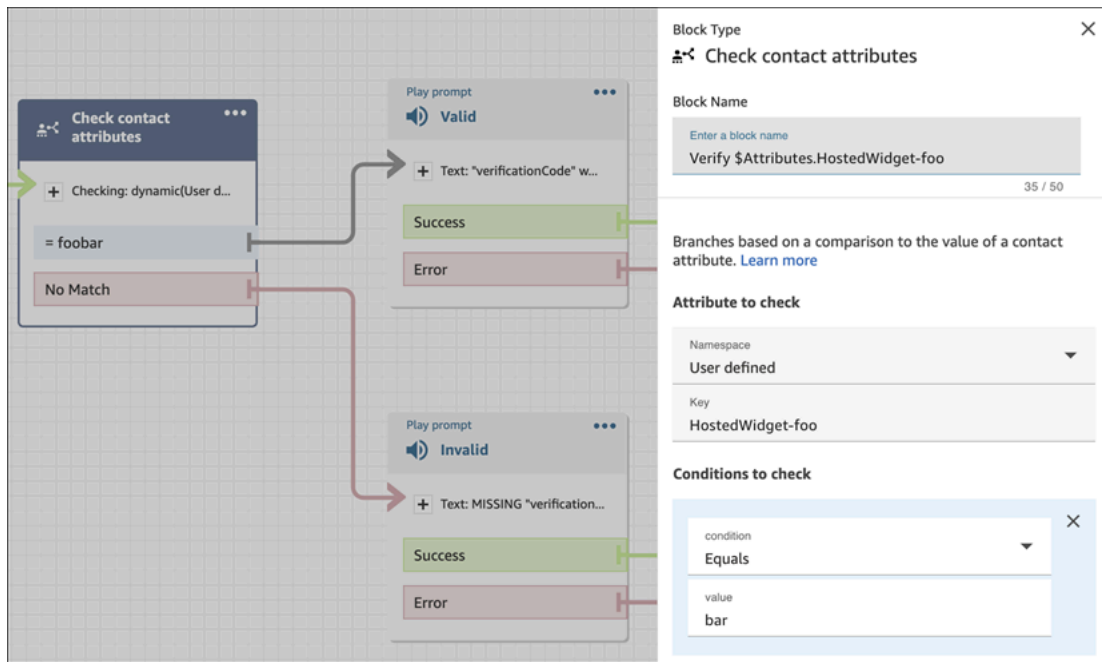 Check contact
attributes
Checking: dynamic(User d...
= foobar
No Match
Play prompt
Valid
Text: "verificationCode" w...
Success
Error
Play prompt
Invalid
Text: MISSING "verification...
Success
Error
Block Type
Check contact attributes
Block Name
Enter a block name
Verify $Attributes.HostedWidget-foo
35 / 50
Branches based on a comparison to the value of a contact
attribute. Learn more
Attribute to check
Namespace
User defined
Key
HostedWidget-foo
Conditions to check
condition
Equals
value
bar